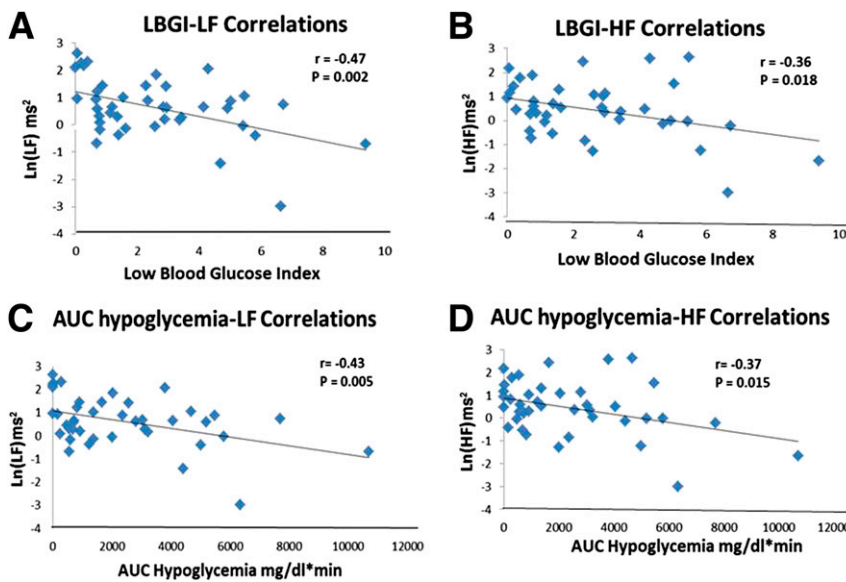 A
LBGI-LF Correlations
r = -0.47
P = 0.002
Ln(LF) ms²
3
2
1
0
-1
-2
-3
-4
0 2 4 6 8 10
Low Blood Glucose Index
B
LBGI-HF Correlations
r = -0.36
P = 0.018
Ln(HF)ms²
3
2
1
0
-1
-2
-3
-4
0 2 4 6 8 10
Low Blood Glucose Index
C
AUC hypoglycemia-LF Correlations
r= -0.43
P = 0.005
Ln(LF)ms²
3
2
1
0
-1
-2
-3
-4
0 2000 4000 6000 8000 10000 12000
AUC Hypoglycemia mg/dl*min
D
AUC hypoglycemia-HF Correlations
r= -0.37
P = 0.015
Ln(HF)ms²
3
2
1
0
-1
-2
-3
-4
0 2000 4000 6000 8000 10000 12000
AUC Hypoglycemia mg/dl*min